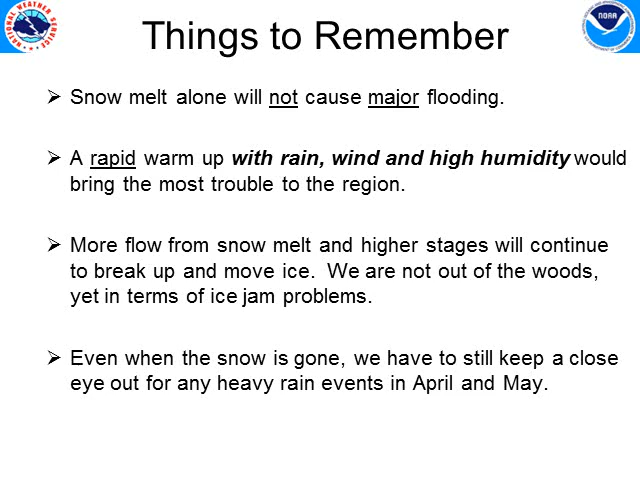 Things to Remember
NATIONAL WEATHER SERVICE
NOAA
➢ Snow melt alone will not cause major flooding.
➢ A rapid warm up with rain, wind and high humidity would
bring the most trouble to the region.
➢ More flow from snow melt and higher stages will continue
to break up and move ice.  We are not out of the woods,
yet in terms of ice jam problems.
➢ Even when the snow is gone, we have to still keep a close
eye out for any heavy rain events in April and May.